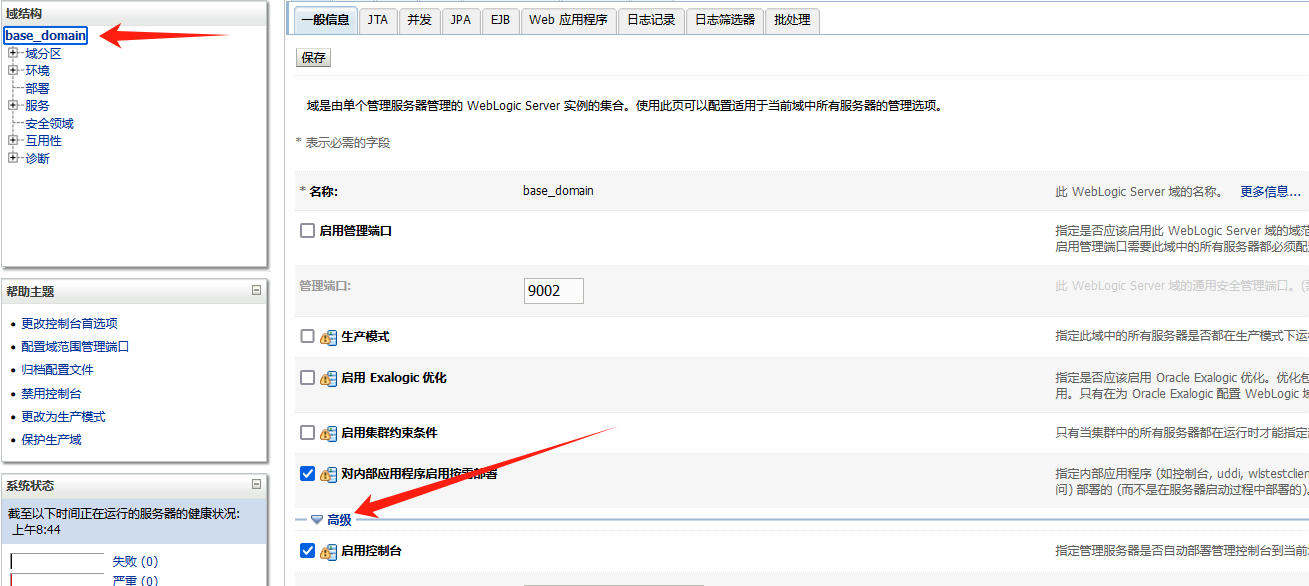 域结构
base_domain
域分区
环境
部署
服务
安全领域
互用性
诊断
帮助主题
更改控制台首选项
配置域范围管理端口
归档配置文件
禁用控制台
更改为生产模式
保护生产域
系统状态
截至以下时间正在运行的服务器的健康状况:
上午8:44
失败 (0)
严重 (0)
一般信息 JTA 并发 JPA EJB Web 应用程序 日志记录 日志筛选器 批处理
保存
域是由单个管理服务器管理的 WebLogic Server 实例的集合。使用此页可以配置适用于当前域中所有服务器的管理选项。
* 表示必需的字段
* 名称: base_domain 此 WebLogic Server 域的名称。 更多信息...
启用管理端口 指定是否应该启用此 WebLogic Server 域的域范
启用管理端口需要此域中的所有服务器都必须配
管理端口: 9002 此 WebLogic Server 域的通用安全管理端口。(
生产模式 指定此域中的所有服务器是否都在生产模式下运
启用 Exalogic 优化 指定是否应该启用 Oracle Exalogic 优化。优化包
用。只有在为 Oracle Exalogic 配置 WebLogic
启用集群约束条件 只有当集群中的所有服务器都在运行时才能指定
对内部应用程序启用按需部署 指定内部应用程序 (如控制台, uddi, wlstestclien
问) 部署的 (而不是在服务器启动过程中部署的)。
高级
启用控制台 指定管理服务器是否自动部署管理控制台到当前